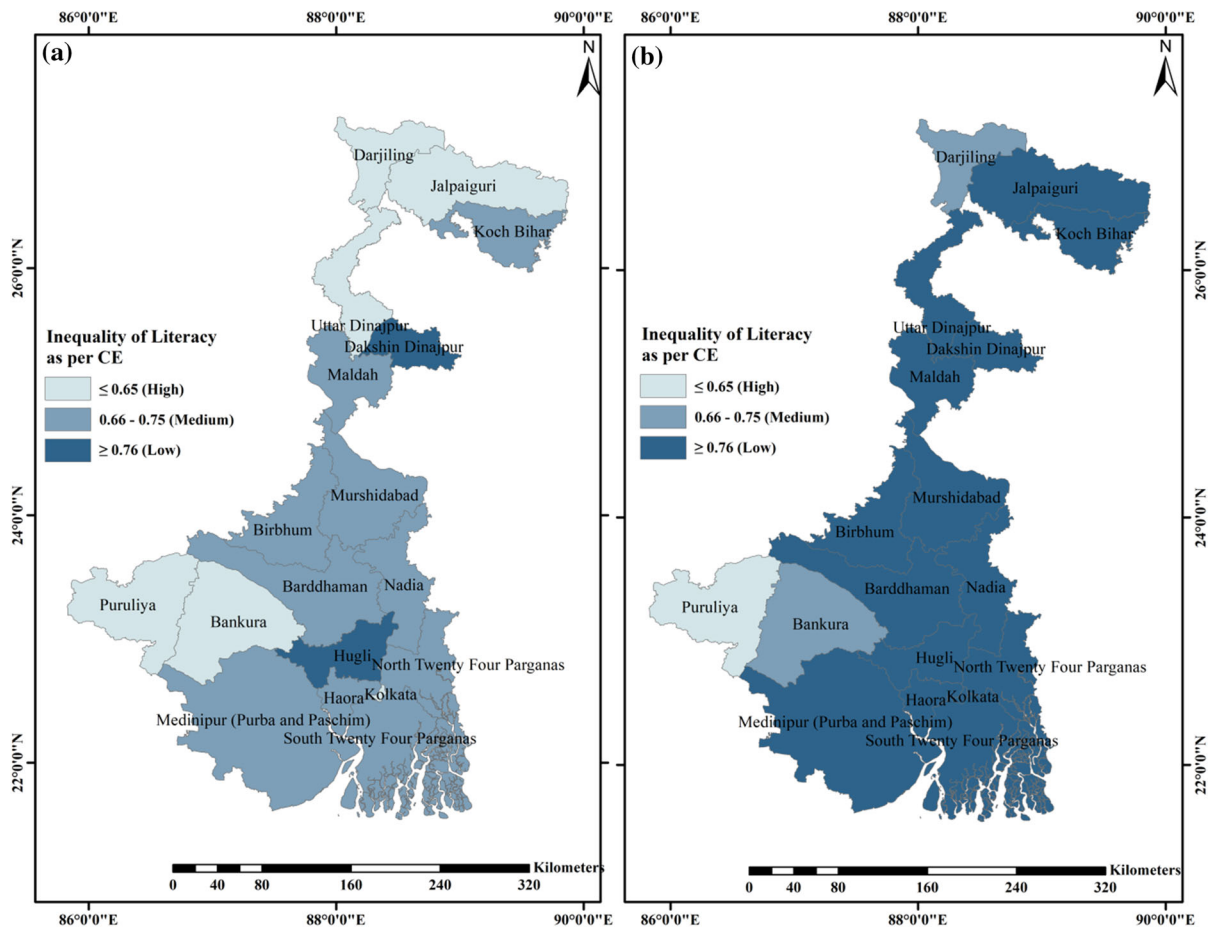 86°0'0"E
88°0'0"E
90°0'0"E
(a)
N
Darjiling
Jalpaiguri
Koch Bihar
26°0'0"N
Uttar Dinajpur
Dakshin Dinajpur
Maldah
Inequality of Literacy
as per CE
≤ 0.65 (High)
0.66 - 0.75 (Medium)
≥ 0.76 (Low)
Murshidabad
24°0'0"N
Birbhum
Barddhaman
Nadia
Puruliya
Bankura
Hugli
North Twenty Four Parganas
Haora
Kolkata
Medinipur (Purba and Paschim)
South Twenty Four Parganas
22°0'0"N
Kilometers
0 40 80 160 240 320
86°0'0"E
88°0'0"E
90°0'0"E
86°0'0"E
88°0'0"E
90°0'0"E
(b)
N
Darjiling
Jalpaiguri
Koch Bihar
26°0'0"N
Uttar Dinajpur
Dakshin Dinajpur
Maldah
Inequality of Literacy
as per CE
≤ 0.65 (High)
0.66 - 0.75 (Medium)
≥ 0.76 (Low)
Murshidabad
24°0'0"N
Birbhum
Barddhaman
Nadia
Puruliya
Bankura
Hugli
North Twenty Four Parganas
Haora
Kolkata
Medinipur (Purba and Paschim)
South Twenty Four Parganas
22°0'0"N
Kilometers
0 40 80 160 240 320
86°0'0"E
88°0'0"E
90°0'0"E